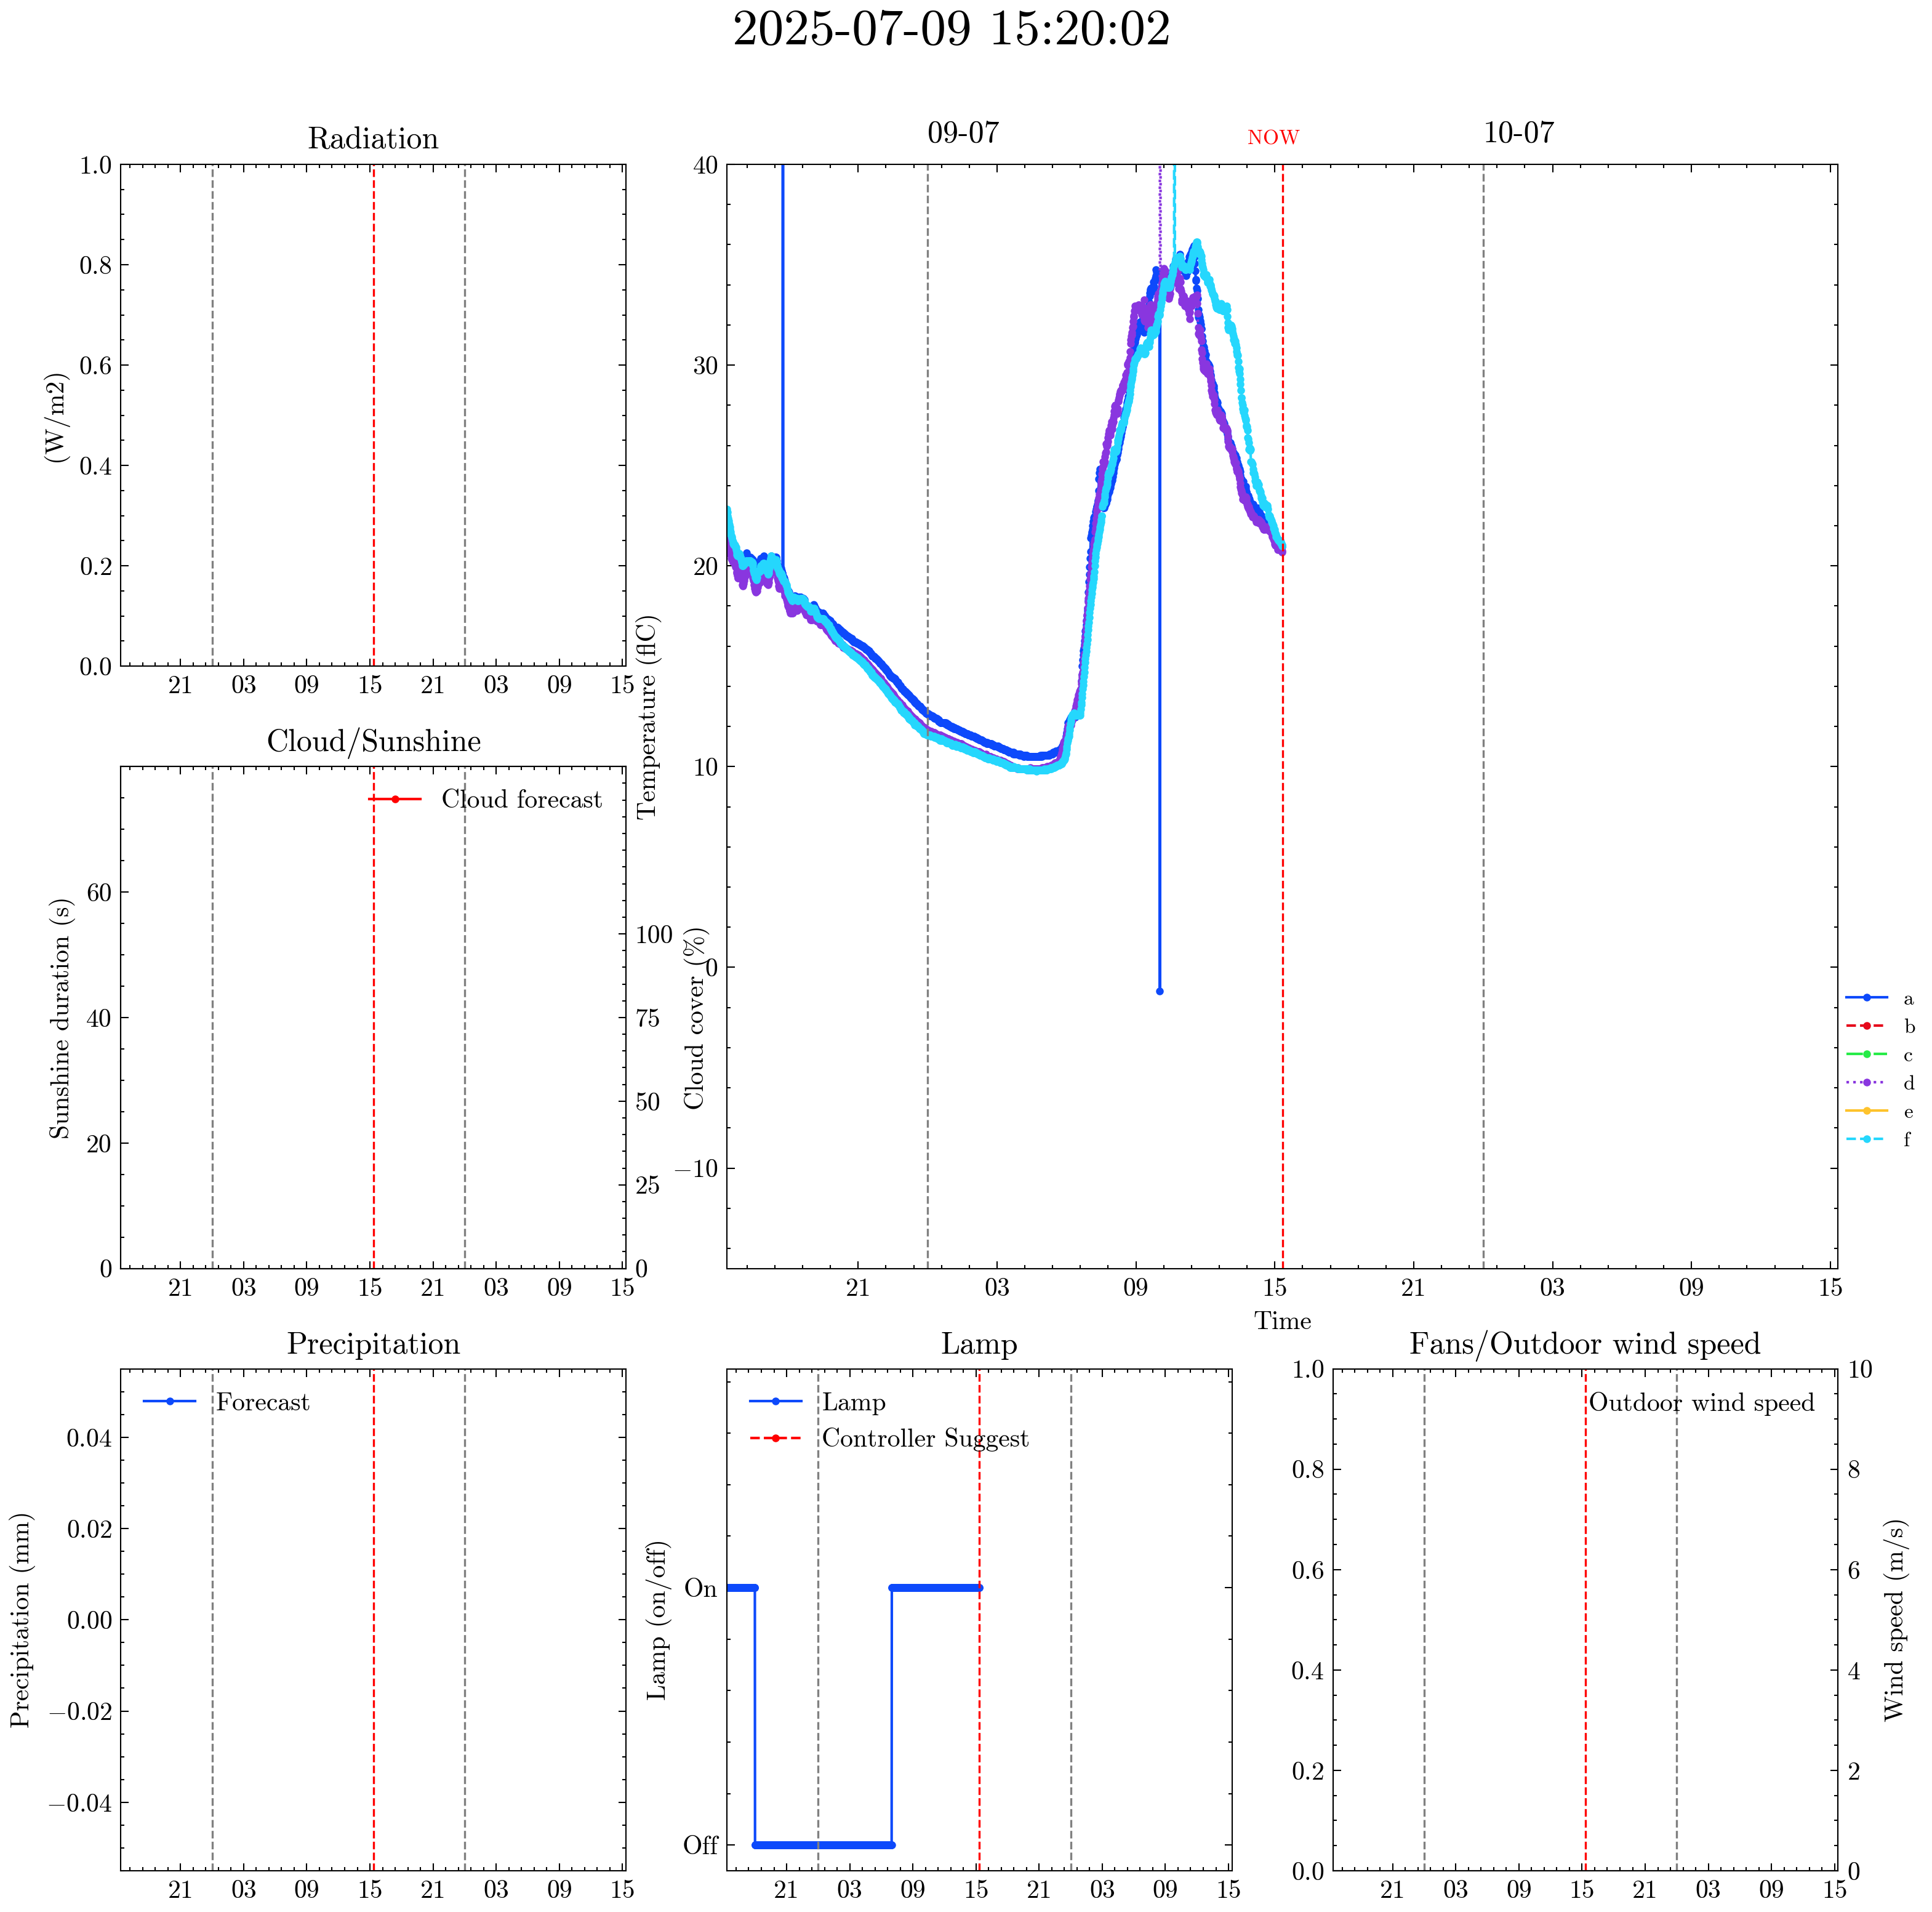 2025-07-09 15:20:02
Radiation
1.0
0.8
0.6
0.4
0.2
0.0
(W/m2)
21 03 09 15 21 03 09 15
09-07
NOW
10-07
40
30
20
10
0
−10
Temperature (flC)
21 03 09 15 21 03 09 15
Time
a
b
c
d
e
f
Cloud/Sunshine
Cloud forecast
60
40
20
0
Sunshine duration (s)
100
75
50
25
0
Cloud cover (%)
21 03 09 15 21 03 09 15
Precipitation
Forecast
0.04
0.02
0.00
−0.02
−0.04
Precipitation (mm)
21 03 09 15 21 03 09 15
Lamp
Lamp
Controller Suggest
On
Off
Lamp (on/off)
21 03 09 15 21 03 09 15
Fans/Outdoor wind speed
Outdoor wind speed
1.0
0.8
0.6
0.4
0.2
0.0
10
8
6
4
2
0
Wind speed (m/s)
21 03 09 15 21 03 09 15